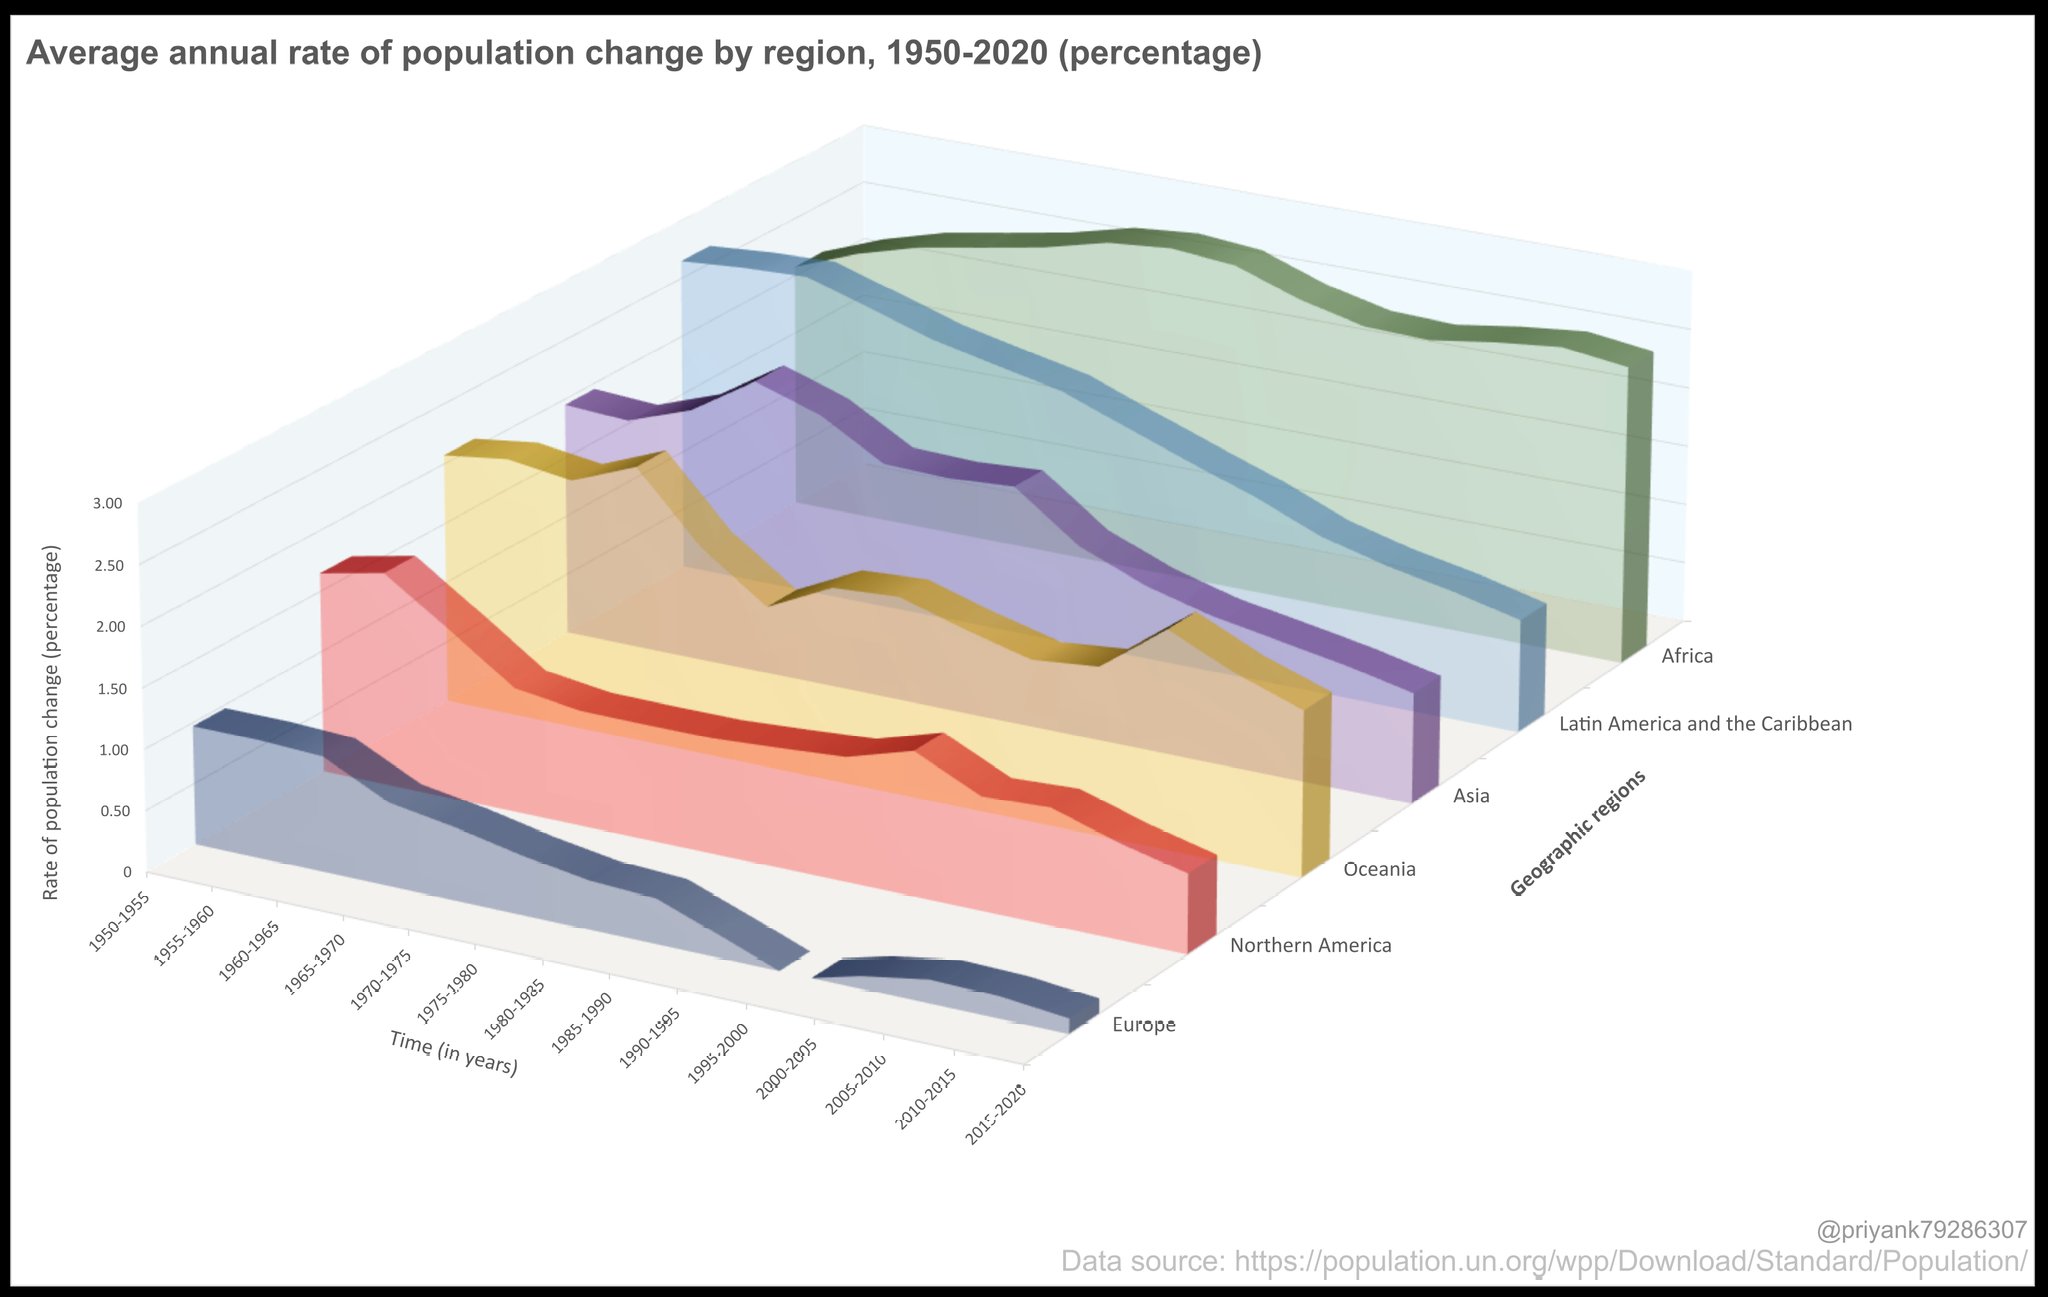 Average annual rate of population change by region, 1950-2020 (percentage)
3.00
2.50
2.00
1.50
1.00
0.50
0
Rate of population change (percentage)
1950-1955
1955-1960
1960-1965
1965-1970
1970-1975
1975-1980
1980-1985
1985-1990
1990-1995
1995-2000
2000-2005
2005-2010
2010-2015
2015-2020
Time (in years)
Africa
Latin America and the Caribbean
Asia
Oceania
Northern America
Europe
Geographic regions
@priyank79286307
Data source: https://population.un.org/wpp/Download/Standard/Population/